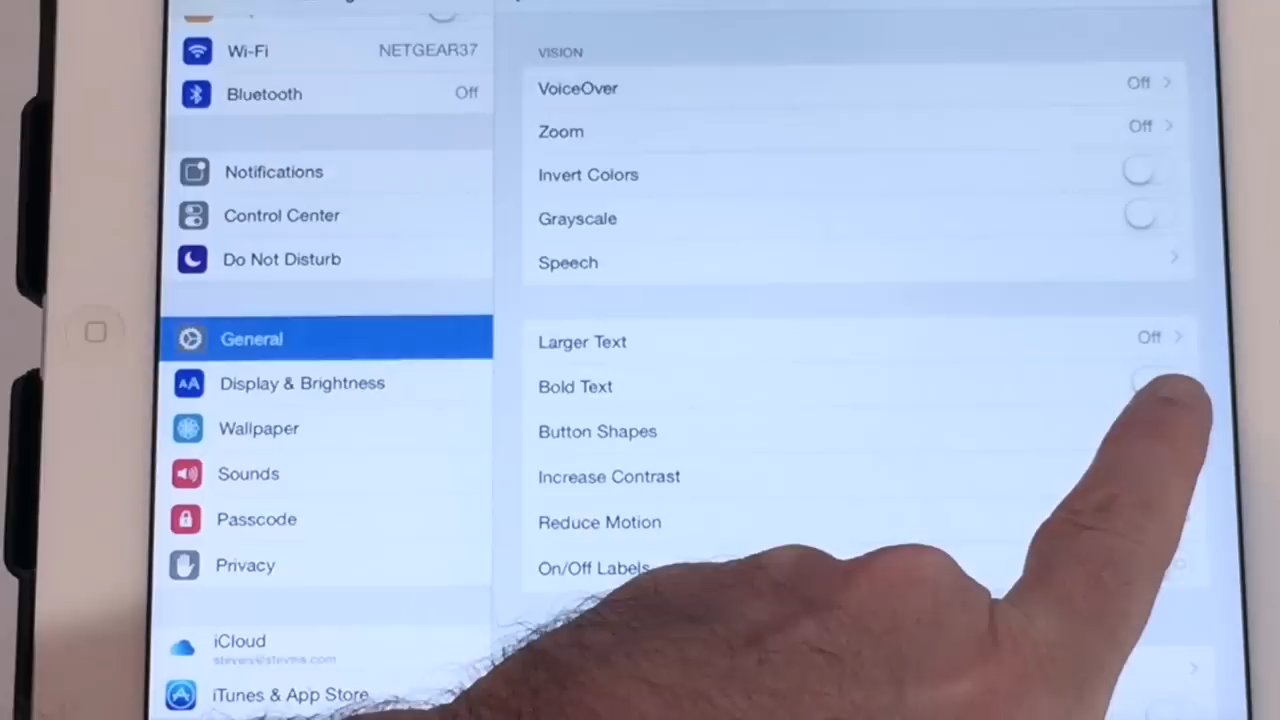 Wi-Fi NETGEAR37
Bluetooth Off
Notifications
Control Center
Do Not Disturb
General
AA Display & Brightness
Wallpaper
Sounds
Passcode
Privacy
iCloud
iTunes & App Store
VISION
VoiceOver Off
Zoom Off
Invert Colors
Grayscale
Speech
Larger Text Off
Bold Text
Button Shapes
Increase Contrast
Reduce Motion
On/Off Labels